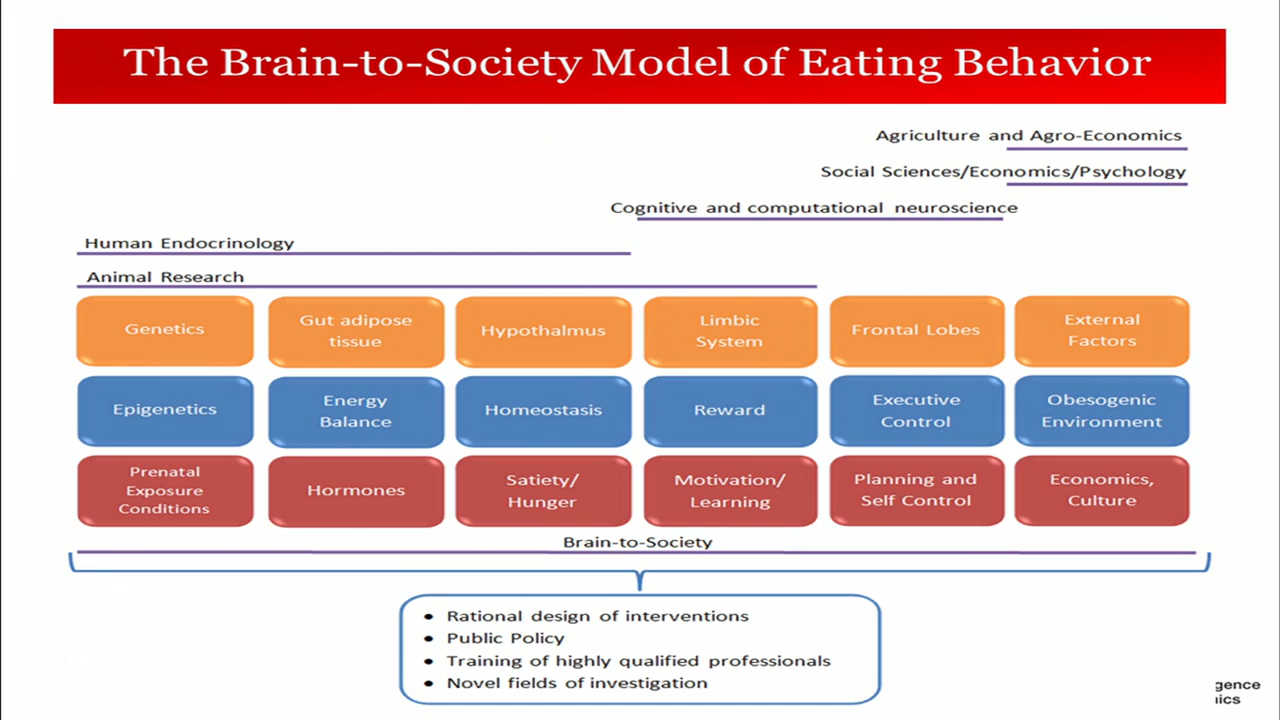 The Brain-to-Society Model of Eating Behavior
Agriculture and Agro-Economics
Social Sciences/Economics/Psychology
Cognitive and computational neuroscience
Human Endocrinology
Animal Research
Genetics
Gut adipose
tissue
Hypothalmus
Limbic
System
Frontal Lobes
External
Factors
Epigenetics
Energy
Balance
Homeostasis
Reward
Executive
Control
Obesogenic
Environment
Prenatal
Exposure
Conditions
Hormones
Satiety/
Hunger
Motivation/
Learning
Planning and
Self Control
Economics,
Culture
Brain-to-Society
• Rational design of interventions
• Public Policy
• Training of highly qualified professionals
• Novel fields of investigation